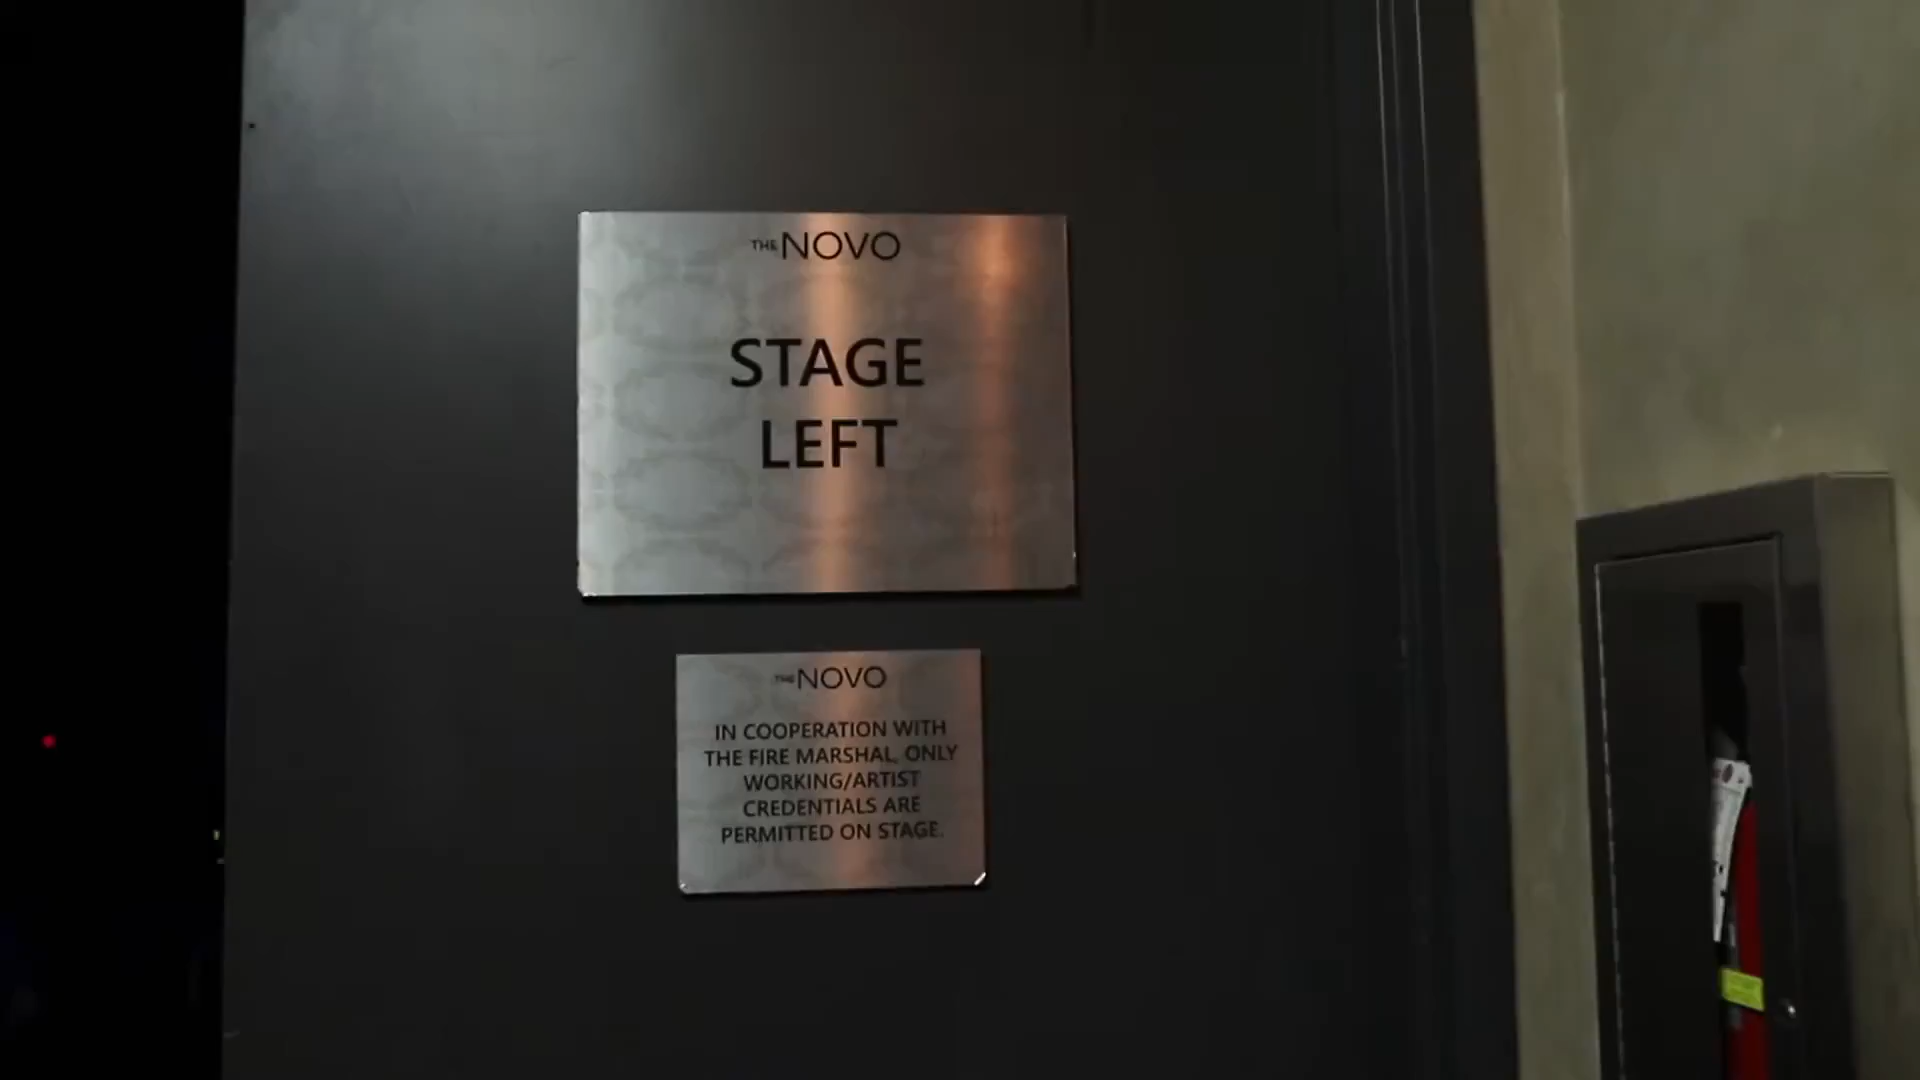 THE NOVO
STAGE
LEFT
THE NOVO
IN COOPERATION WITH
THE FIRE MARSHAL, ONLY
WORKING/ARTIST
CREDENTIALS ARE
PERMITTED ON STAGE.